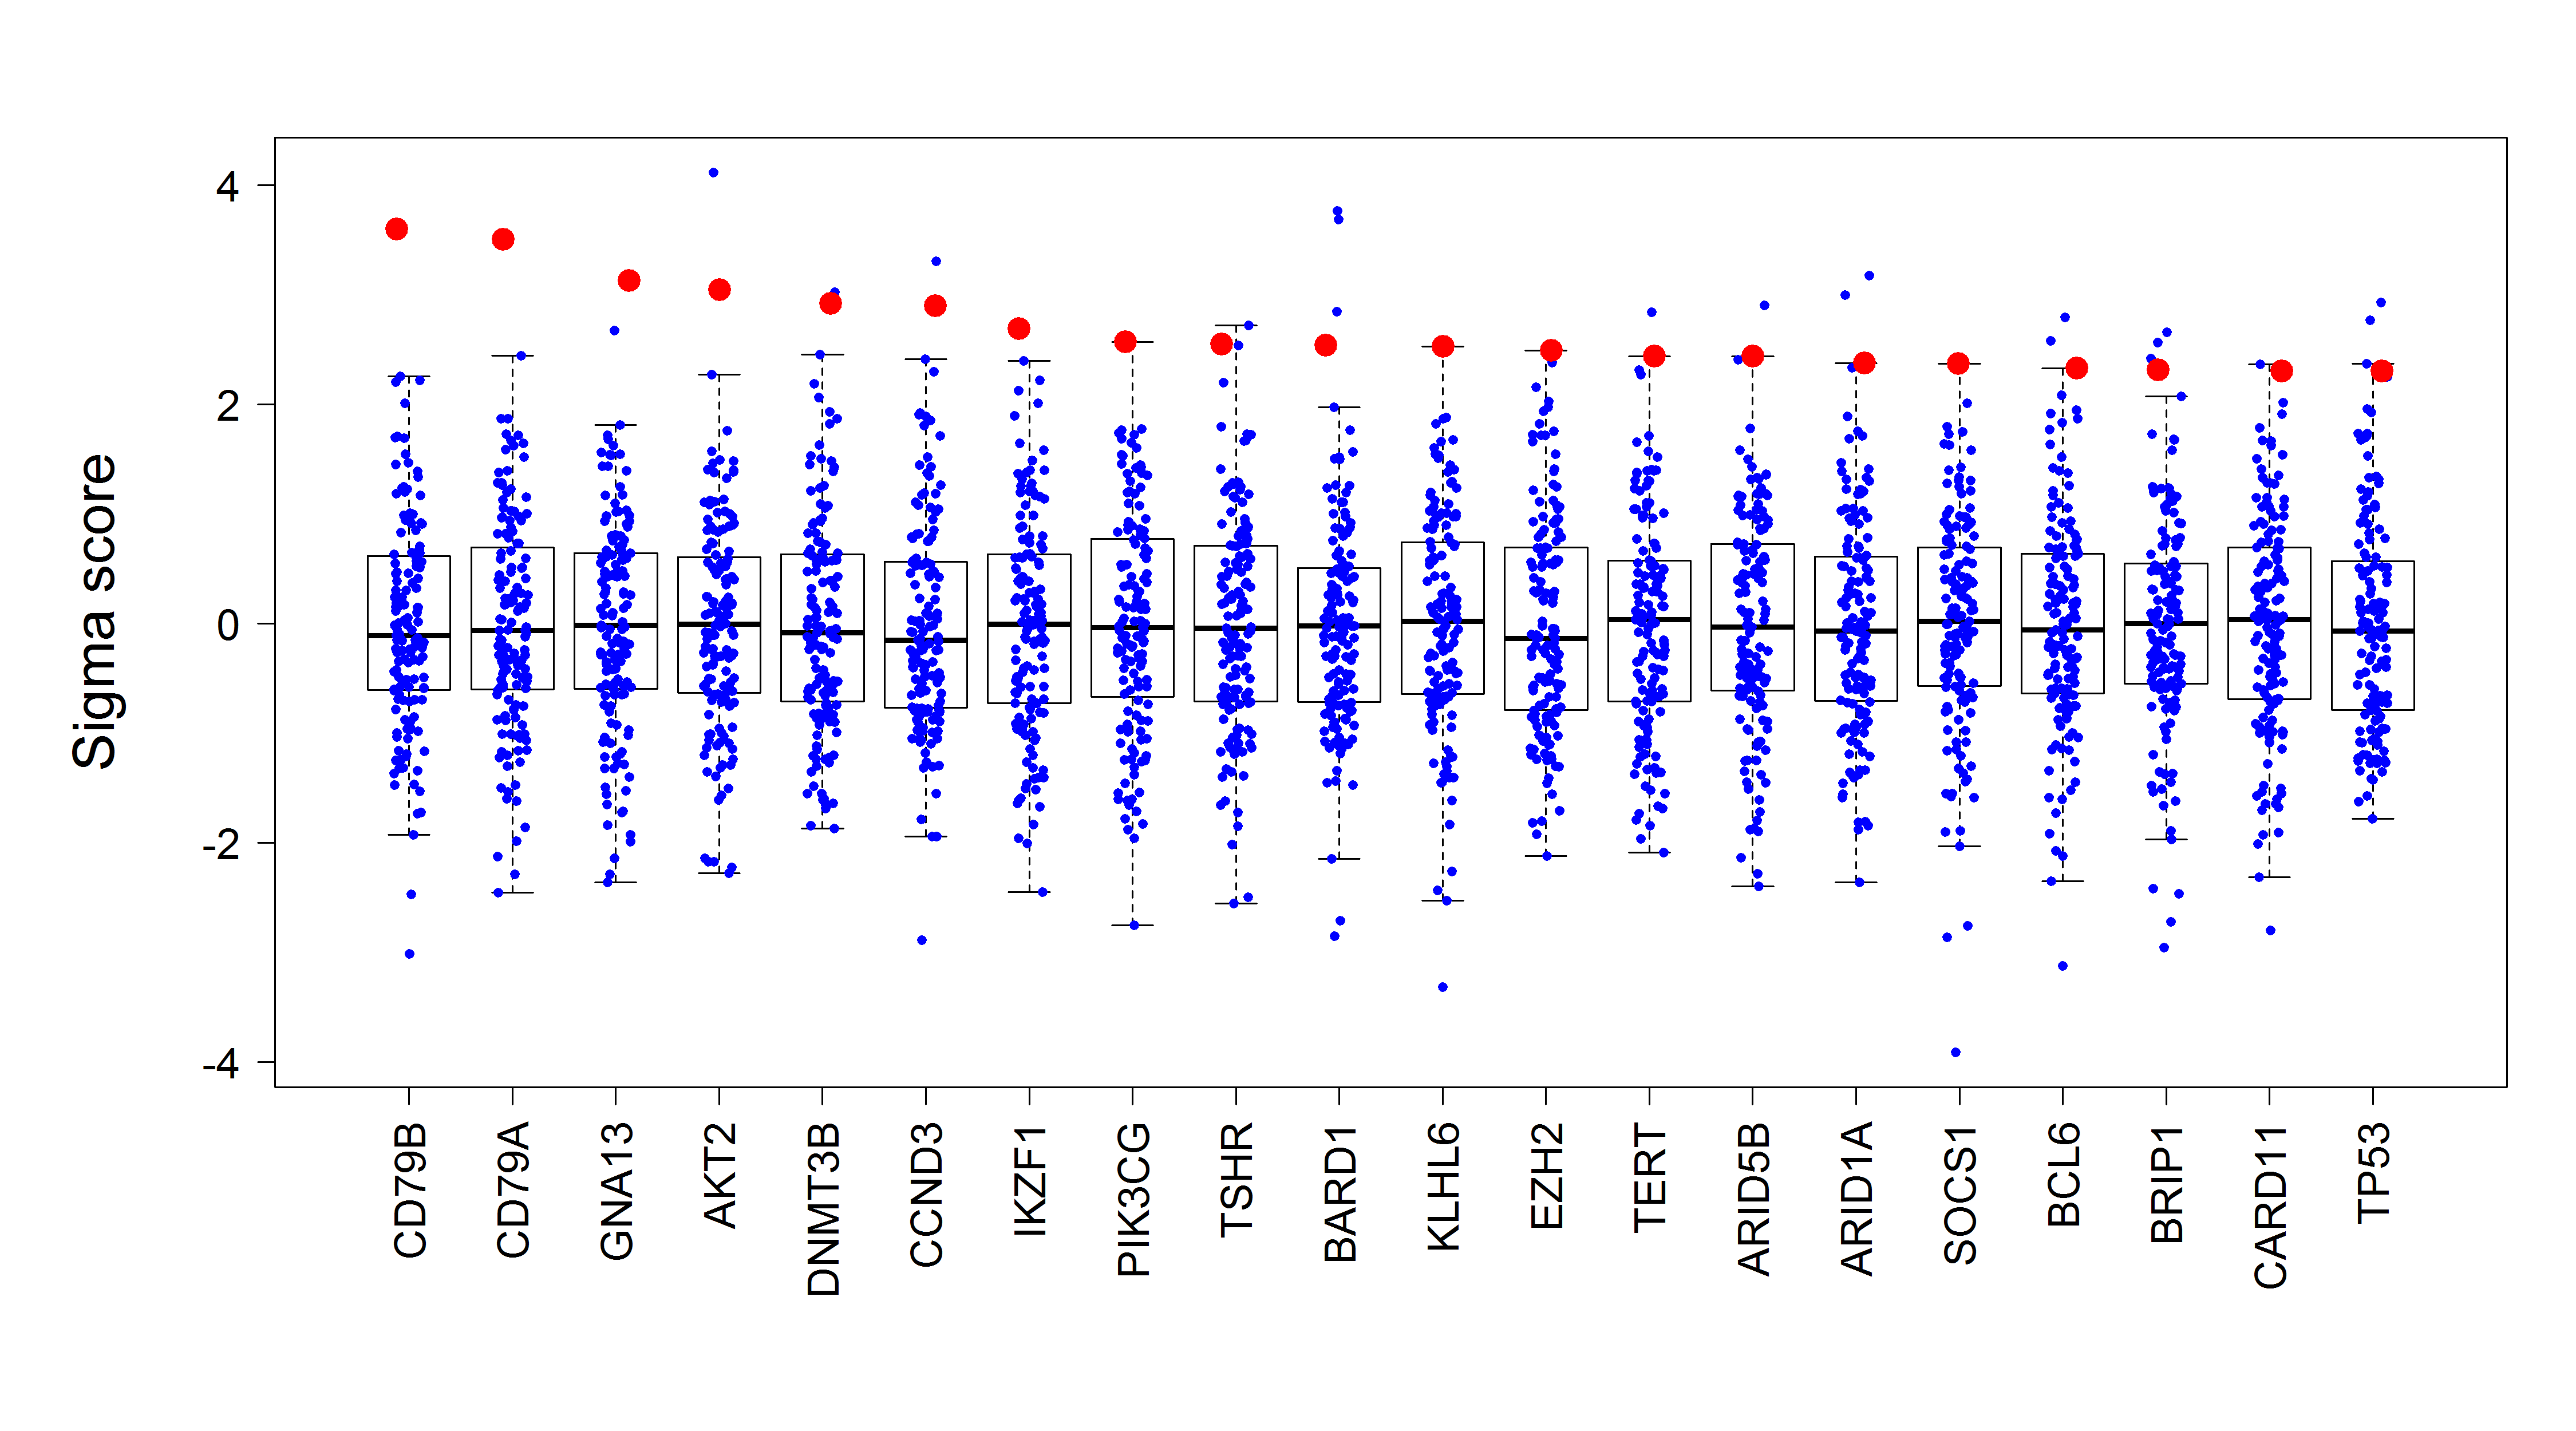 Sigma score
4
2
0
-2
-4
CD79B
CD79A
GNA13
AKT2
DNMT3B
CCND3
IKZF1
PIK3CG
TSHR
BARD1
KLHL6
EZH2
TERT
ARID5B
ARID1A
SOCS1
BCL6
BRIP1
CARD11
TP53